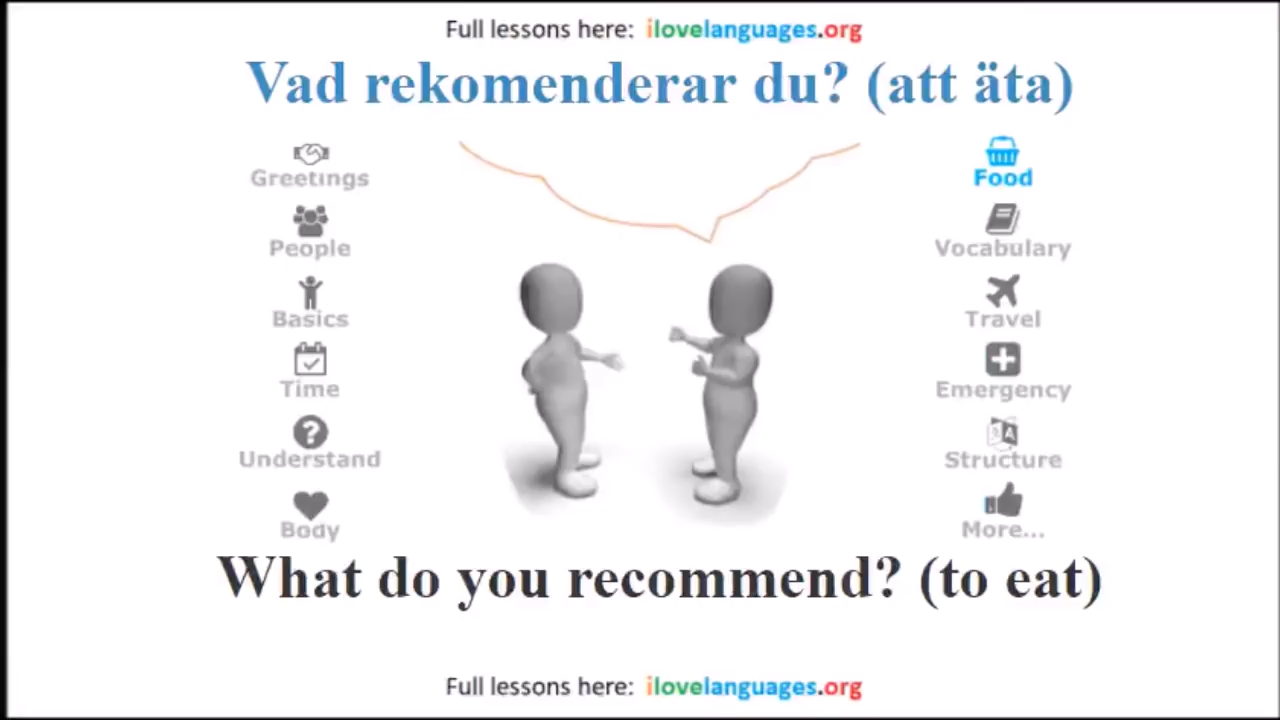 Full lessons here: ilovelanguages.org
Vad rekomenderar du? (att äta)
Greetings
People
Basics
Time
Understand
Body
Food
Vocabulary
Travel
Emergency
Structure
More...
What do you recommend? (to eat)
Full lessons here: ilovelanguages.org